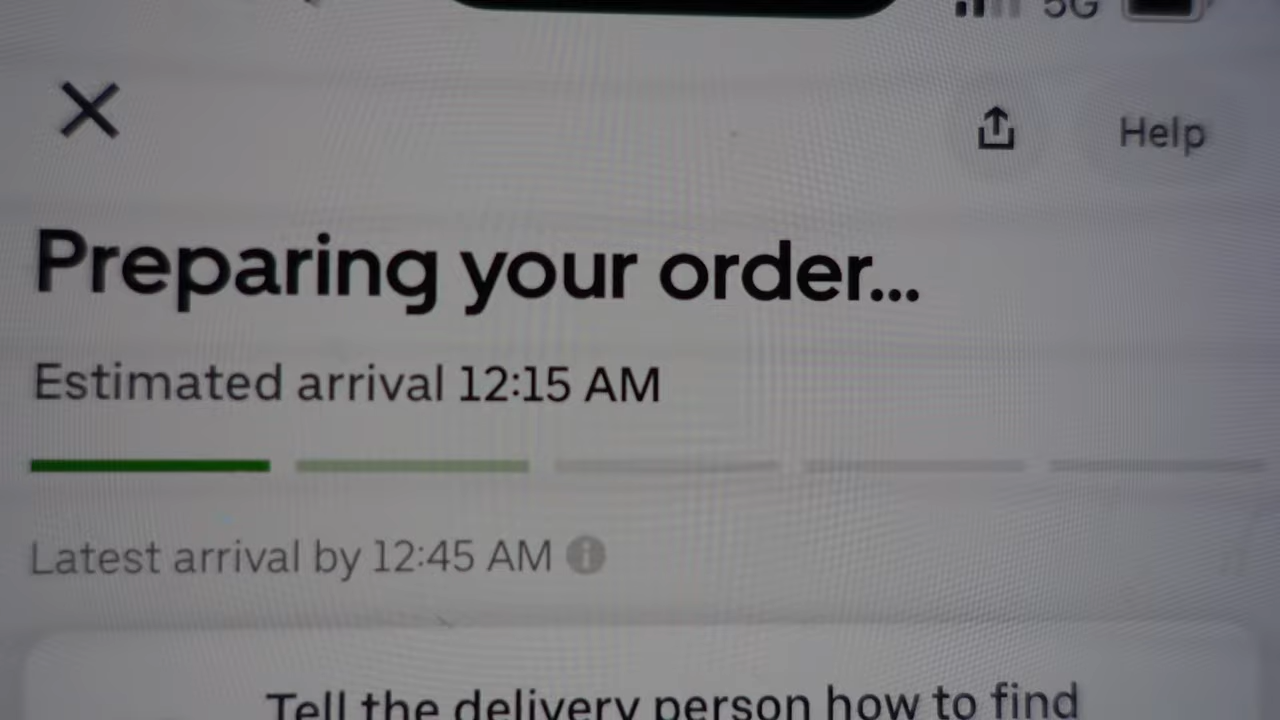 5G
Help
Preparing your order...
Estimated arrival 12:15 AM
Latest arrival by 12:45 AM
Tell the delivery person how to find